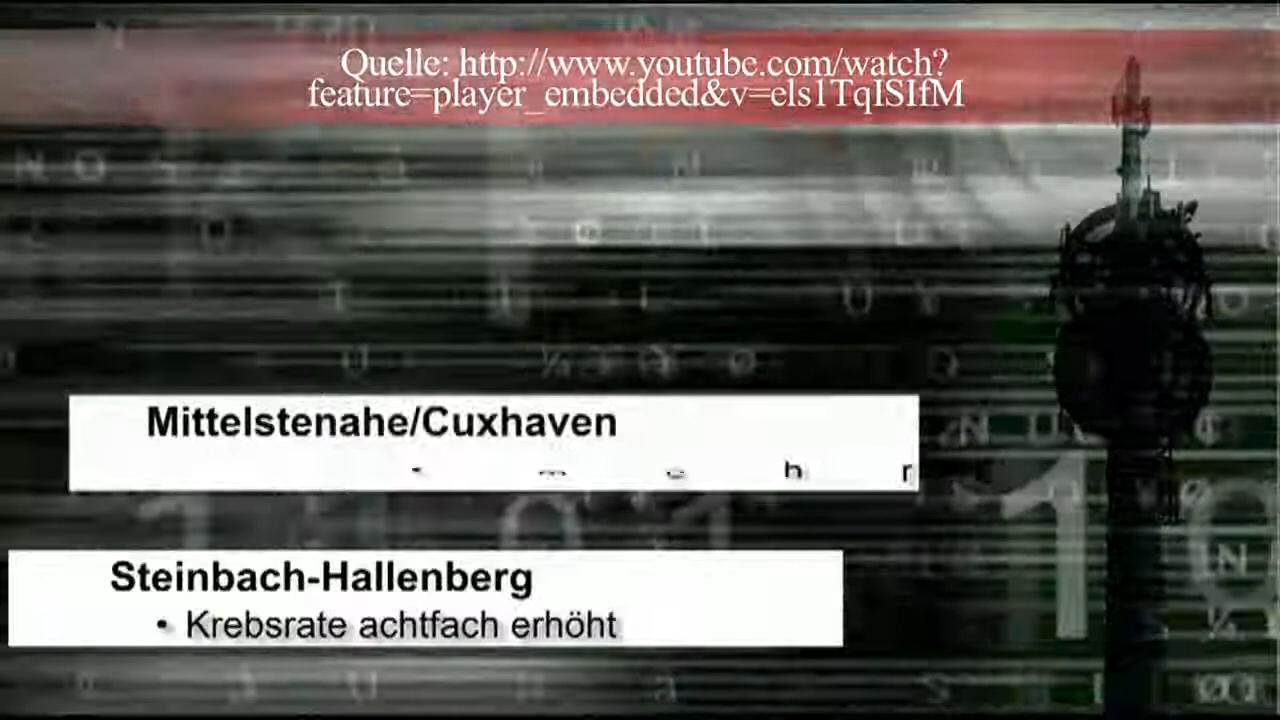 Quelle: http://www.youtube.com/watch?
feature=player_embedded&v=els1TqISIfM
Mittelstenahe/Cuxhaven
Steinbach-Hallenberg
• Krebsrate achtfach erhöht